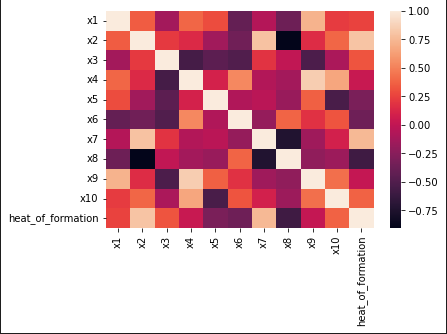 x1
x2
x3
x4
x5
x6
x7
x8
x9
x10
heat_of_formation
x1
x2
x3
x4
x5
x6
x7
x8
x9
x10
heat_of_formation
1.00
0.75
0.50
0.25
0.00
−0.25
−0.50
−0.75